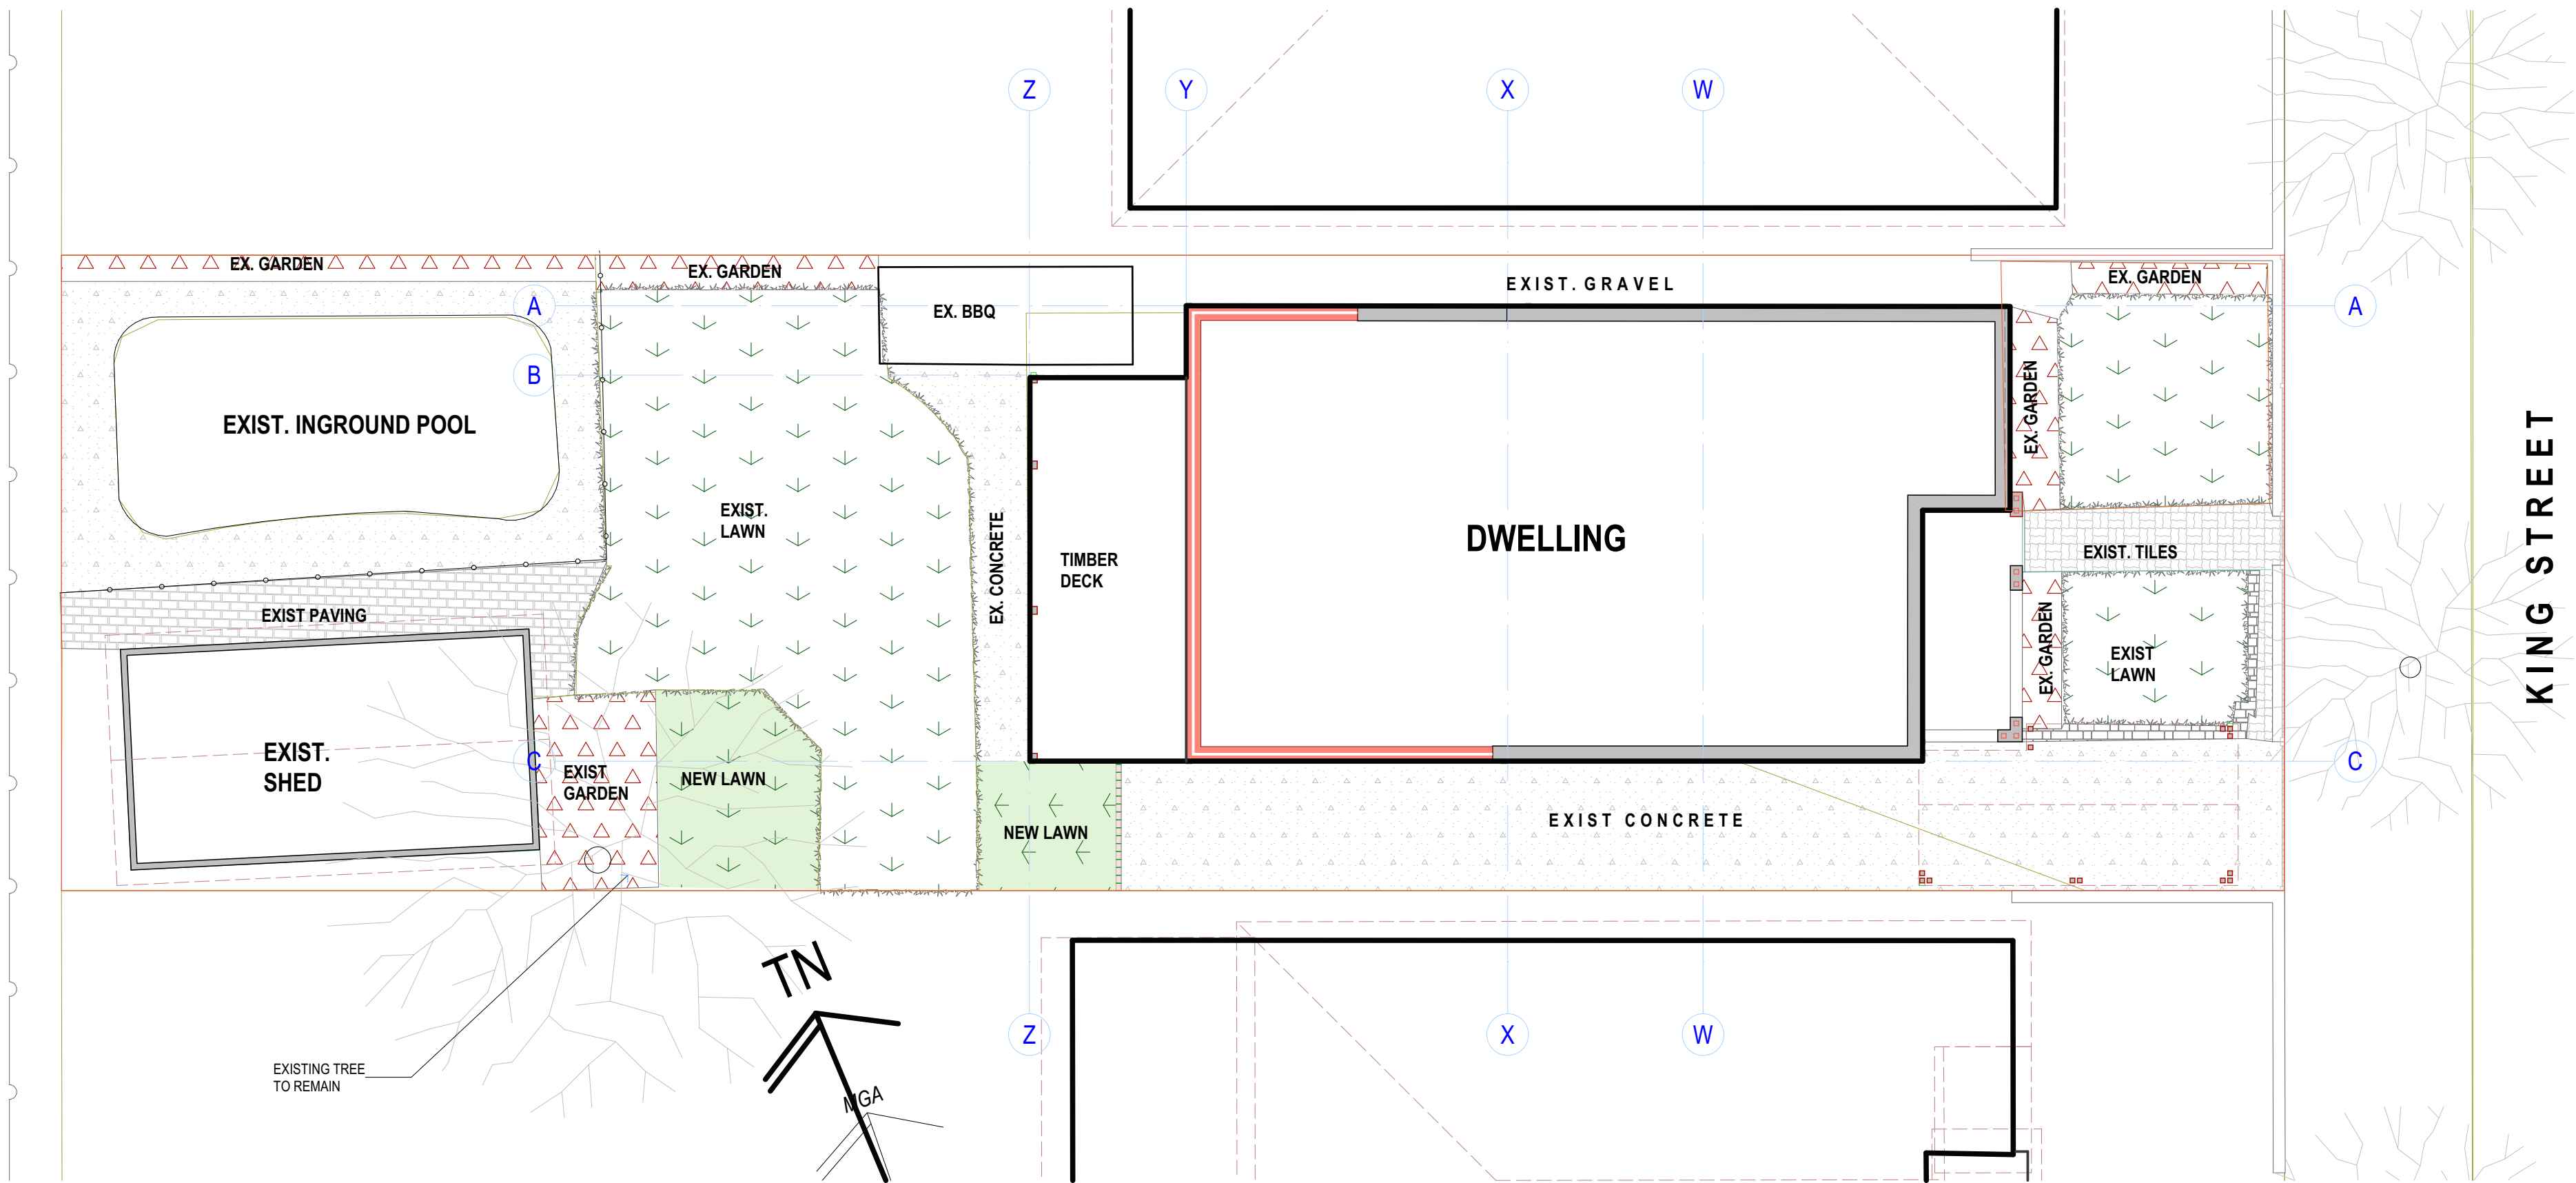 Z
Y
X
W
EX. GARDEN
EX. GARDEN
EXIST. GRAVEL
EX. GARDEN
A
EX. BBQ
A
B
EX. GARDEN
EXIST. INGROUND POOL
KING STREET
EXIST.
LAWN
EX. CONCRETE
TIMBER
DECK
DWELLING
EXIST. TILES
EXIST PAVING
EX. GARDEN
EXIST
LAWN
EXIST.
SHED
C
EXIST
GARDEN
NEW LAWN
C
NEW LAWN
EXIST CONCRETE
TN
Z
X
W
EXISTING TREE
TO REMAIN
MGA